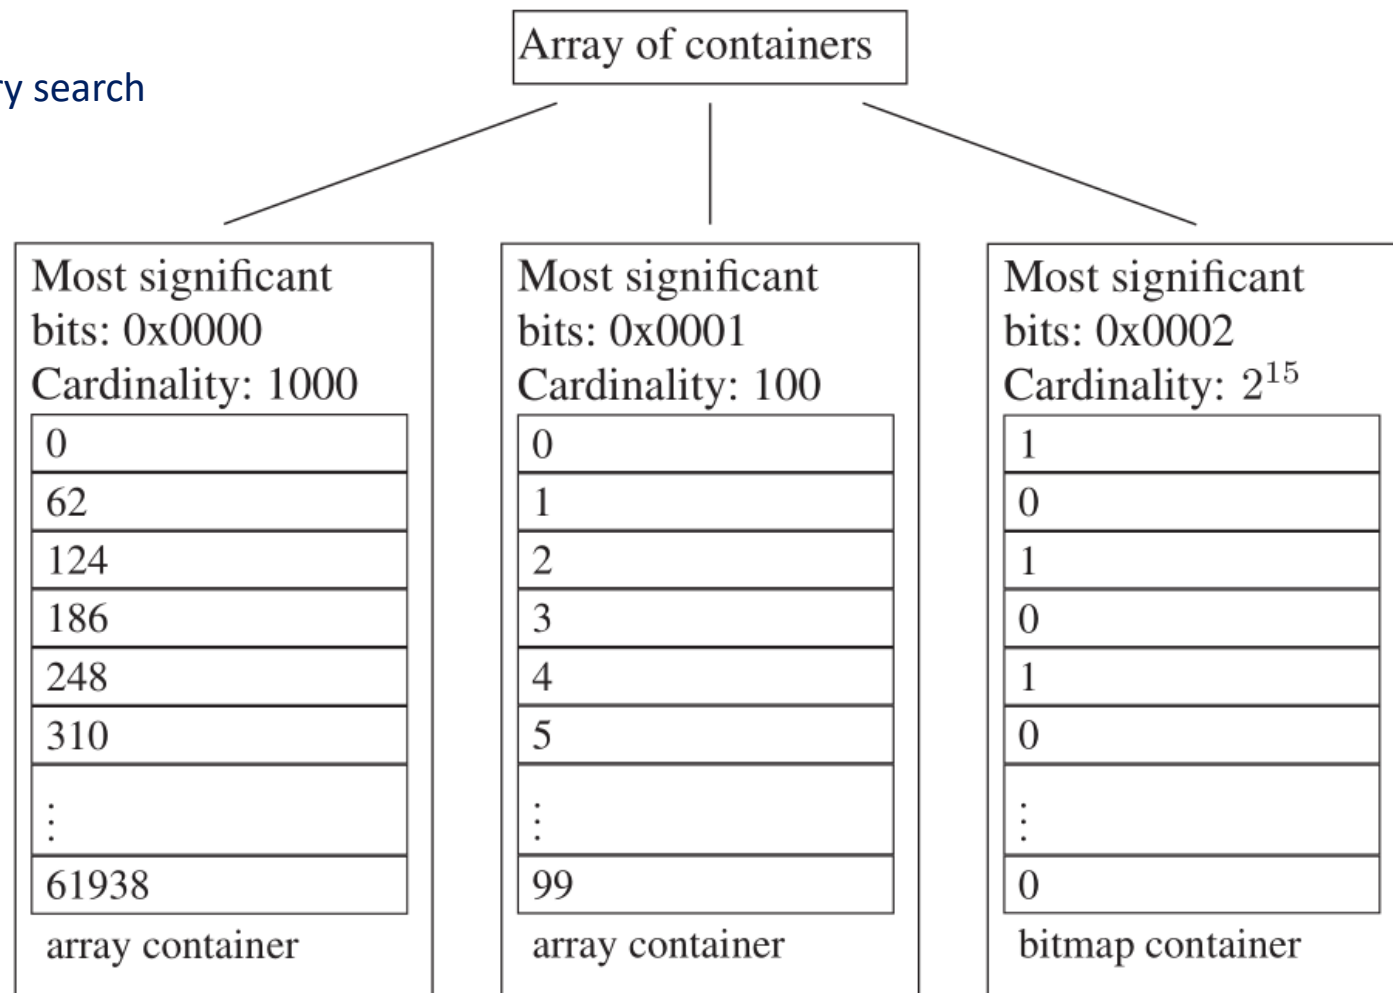 Array of containers
ry search
Most significant
bits: 0x0000
Cardinality: 1000
0
62
124
186
248
310
⋮
61938
array container
Most significant
bits: 0x0001
Cardinality: 100
0
1
2
3
4
5
⋮
99
array container
Most significant
bits: 0x0002
Cardinality: 2¹⁵
1
0
1
0
1
0
⋮
0
bitmap container